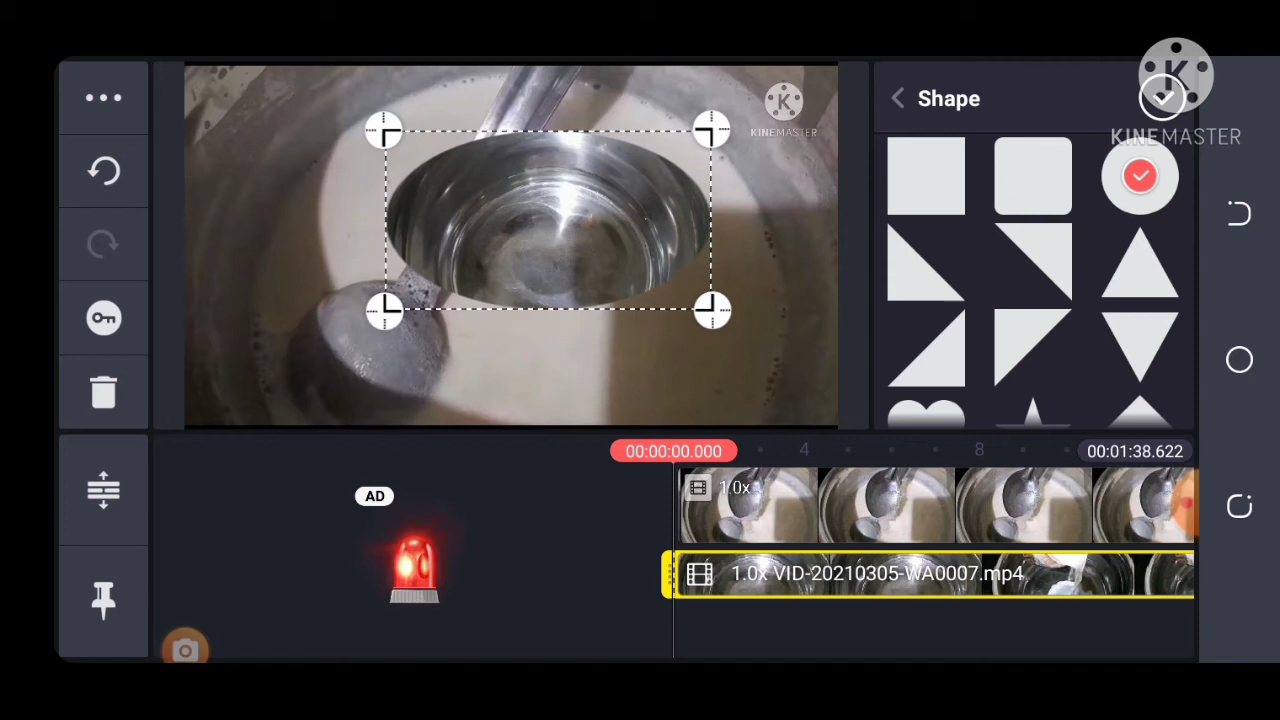 Shape
KINEMASTER
KINEMASTER
00:00:00.000
4
8
00:01:38.622
AD
1.0x
1.0x VID-20210305-WA0007.mp4